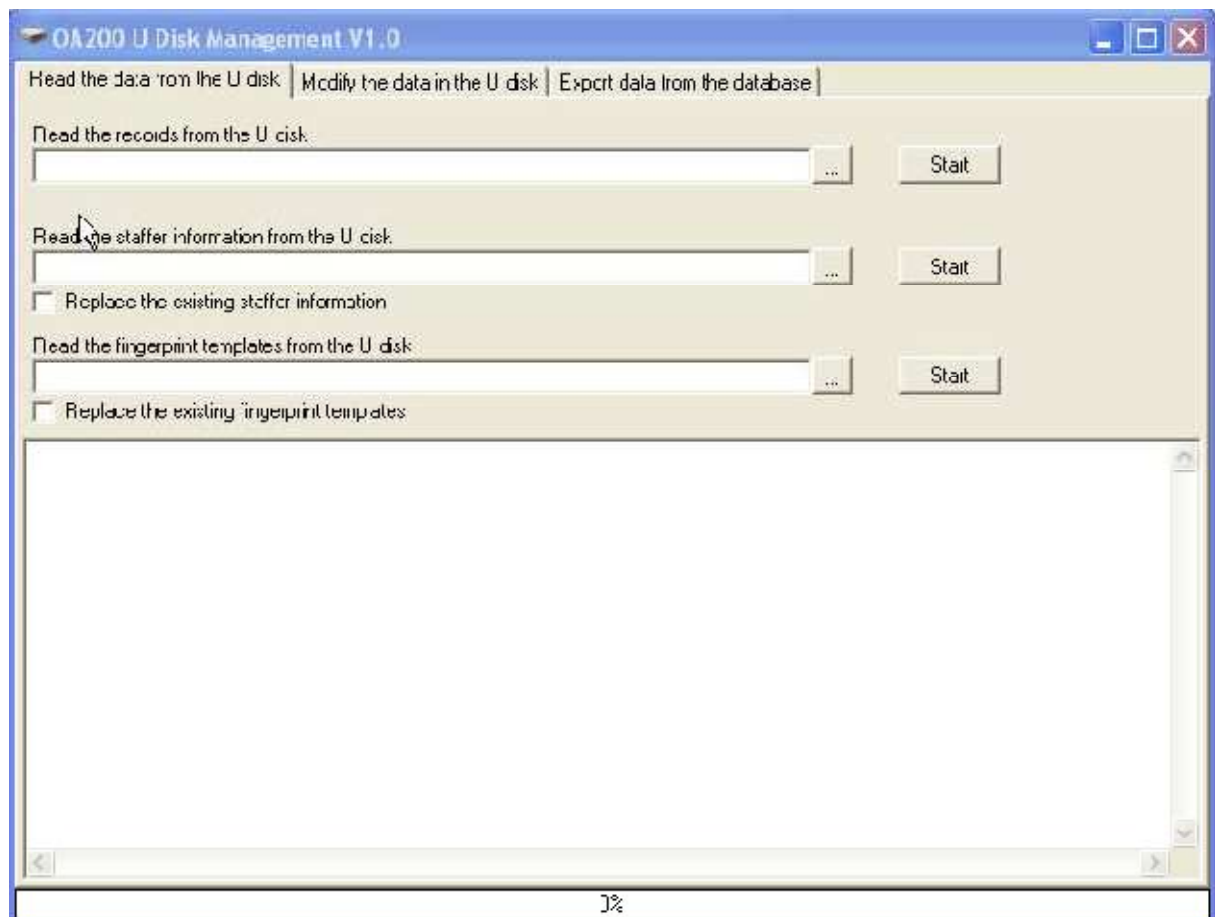 OA200 U Disk Management V1.0
Read the data from the U disk Modify the data in the U disk Export data from the database
Read the records from the U disk
... Start
Read the staffer information from the U disk
... Start
Replace the existing staffer information
Read the fingerprint templates from the U disk
... Start
Replace the existing fingerprint templates
0%